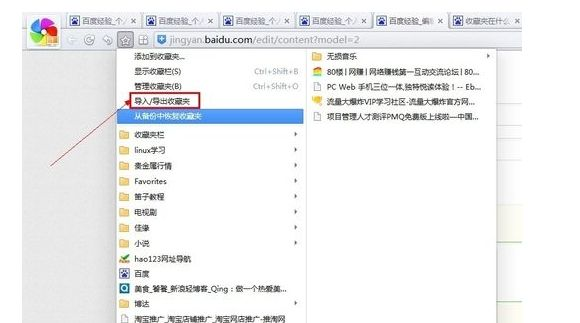 百度经验_个人
百度经验_个人
百度经验_个人
百度经验_编辑
收藏夹在什么
jingyan.baidu.com/edit/content?model=2
添加到收藏夹...
显示收藏栏(S) Ctrl+Shift+B
管理收藏夹(B) Ctrl+Shift+O
导入/导出收藏夹
从备份中恢复收藏夹
收藏夹栏
linux学习
贵金属行情
Favorites
笛子教程
电视剧
佳缘
小说
hao123网址导航
百度
美食_饕餮_新浪轻博客_Qing：做一个热爱美...
博达
淘宝推广_淘宝店铺推广_淘宝网店推广-推淘网
无损音乐
80楼 | 网赚 | 网络赚钱第一互动交流论坛 | 80...
PC Web 手机三位一体,独特悦读体验！-- Eb...
流量大爆炸VIP学习社区-流量大爆炸官方网...
项目管理人才测评PMQ免费版上线啦—中国...